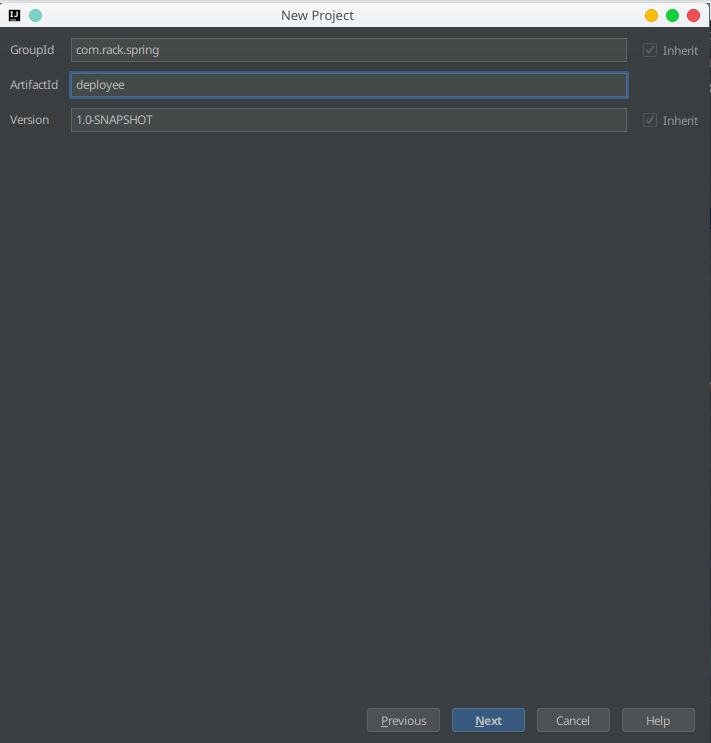 IJ
New Project
GroupId com.rack.spring Inherit
ArtifactId deployee
Version 1.0-SNAPSHOT Inherit
Previous Next Cancel Help